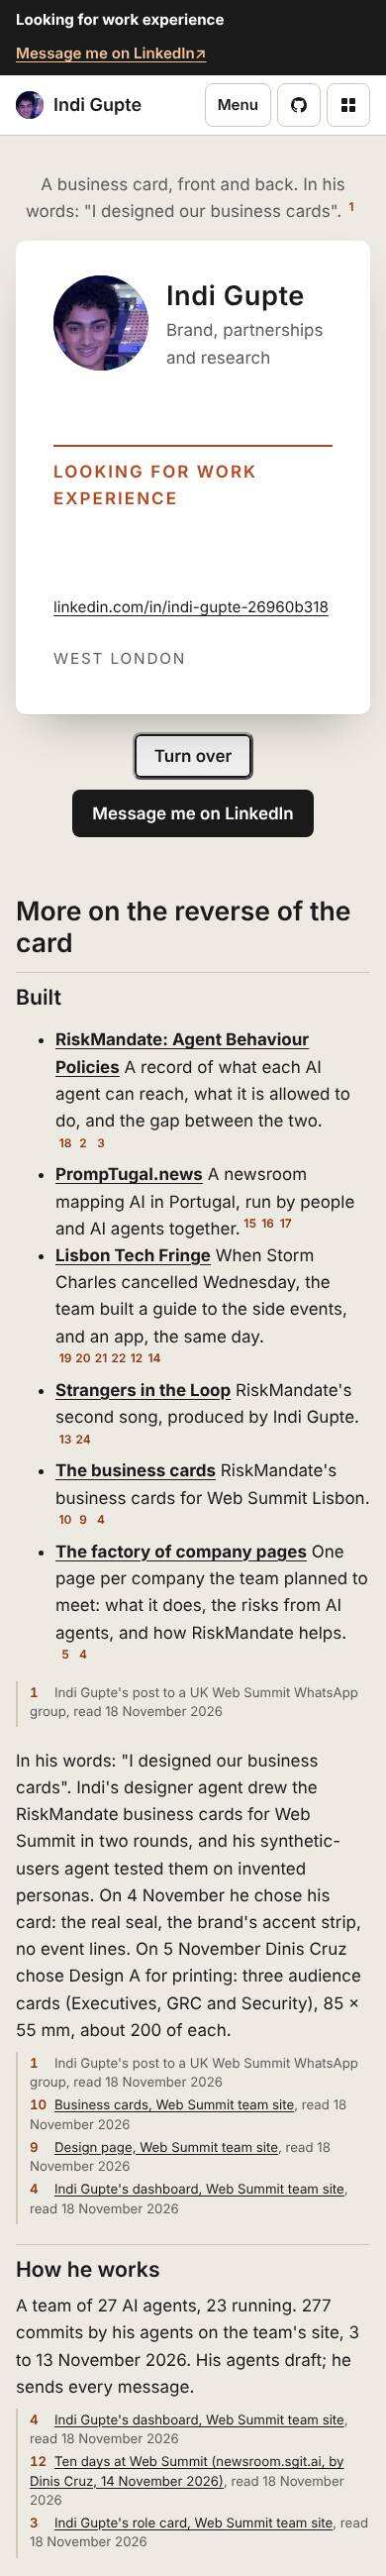 Looking for work experience
Message me on LinkedIn↗
Indi Gupte
Menu
A business card, front and back. In his
words: "I designed our business cards". 1
Indi Gupte
Brand, partnerships
and research
LOOKING FOR WORK
EXPERIENCE
linkedin.com/in/indi-gupte-26960b318
WEST LONDON
Turn over
Message me on LinkedIn
More on the reverse of the
card
Built
• RiskMandate: Agent Behaviour
Policies A record of what each AI
agent can reach, what it is allowed to
do, and the gap between the two.
18 2 3
• PrompTugal.news A newsroom
mapping AI in Portugal, run by people
and AI agents together. 15 16 17
• Lisbon Tech Fringe When Storm
Charles cancelled Wednesday, the
team built a guide to the side events,
and an app, the same day.
19 20 21 22 12 14
• Strangers in the Loop RiskMandate's
second song, produced by Indi Gupte.
13 24
• The business cards RiskMandate's
business cards for Web Summit Lisbon.
10 9 4
• The factory of company pages One
page per company the team planned to
meet: what it does, the risks from AI
agents, and how RiskMandate helps.
5 4
1 Indi Gupte's post to a UK Web Summit WhatsApp
group, read 18 November 2026
In his words: "I designed our business
cards". Indi's designer agent drew the
RiskMandate business cards for Web
Summit in two rounds, and his synthetic-
users agent tested them on invented
personas. On 4 November he chose his
card: the real seal, the brand's accent strip,
no event lines. On 5 November Dinis Cruz
chose Design A for printing: three audience
cards (Executives, GRC and Security), 85 ×
55 mm, about 200 of each.
1 Indi Gupte's post to a UK Web Summit WhatsApp
group, read 18 November 2026
10 Business cards, Web Summit team site, read 18
November 2026
9 Design page, Web Summit team site, read 18
November 2026
4 Indi Gupte's dashboard, Web Summit team site,
read 18 November 2026
How he works
A team of 27 AI agents, 23 running. 277
commits by his agents on the team's site, 3
to 13 November 2026. His agents draft; he
sends every message.
4 Indi Gupte's dashboard, Web Summit team site,
read 18 November 2026
12 Ten days at Web Summit (newsroom.sgit.ai, by
Dinis Cruz, 14 November 2026), read 18 November
2026
3 Indi Gupte's role card, Web Summit team site, read
18 November 2026